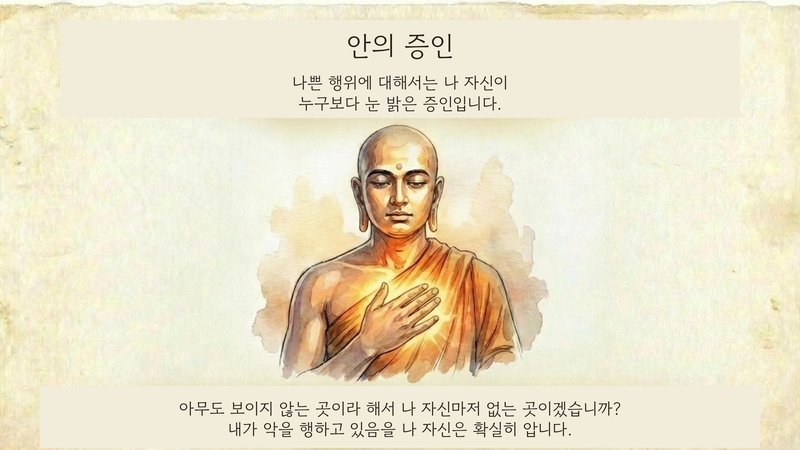 안의 증인
나쁜 행위에 대해서는 나 자신이
누구보다 눈 밝은 증인입니다.
아무도 보이지 않는 곳이라 해서 나 자신마저 없는 곳이겠습니까?
내가 악을 행하고 있음을 나 자신은 확실히 압니다.